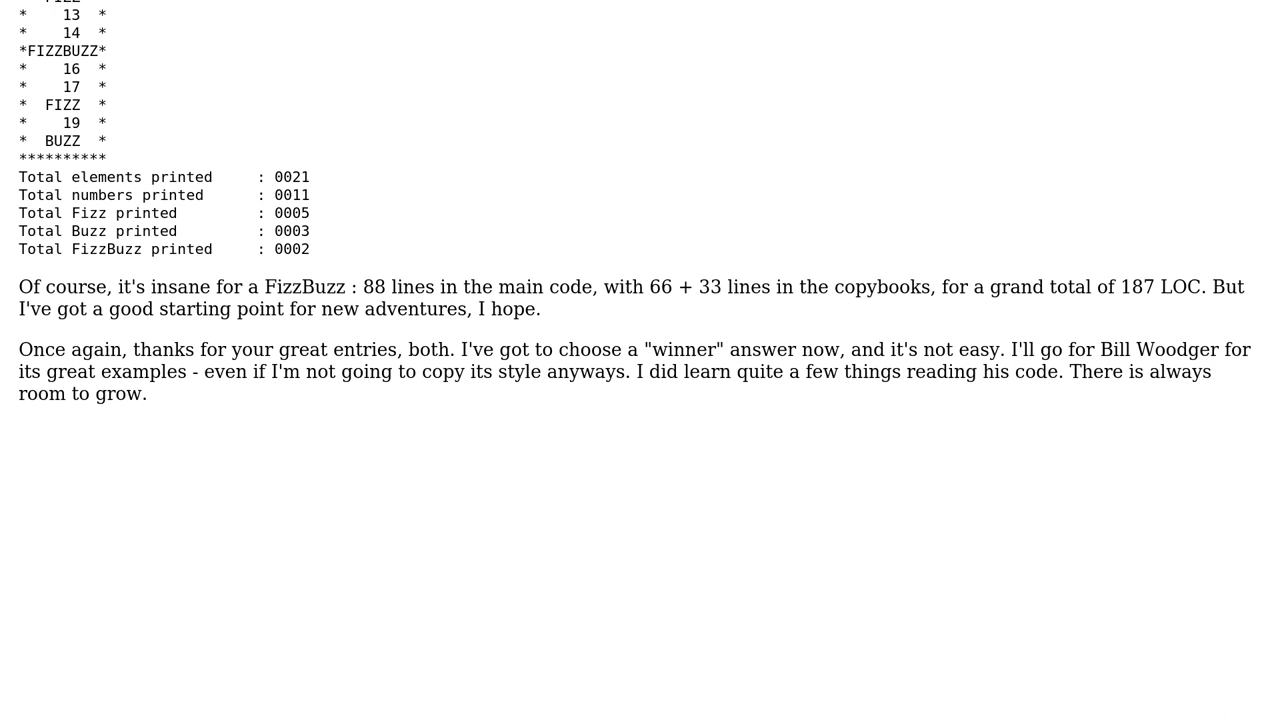 *    13  *
*    14  *
*FIZZBUZZ*
*    16  *
*    17  *
*  FIZZ  *
*    19  *
*  BUZZ  *
**********
Total elements printed     : 0021
Total numbers printed      : 0011
Total Fizz printed         : 0005
Total Buzz printed         : 0003
Total FizzBuzz printed     : 0002
Of course, it's insane for a FizzBuzz : 88 lines in the main code, with 66 + 33 lines in the copybooks, for a grand total of 187 LOC. But
I've got a good starting point for new adventures, I hope.
Once again, thanks for your great entries, both. I've got to choose a "winner" answer now, and it's not easy. I'll go for Bill Woodger for
its great examples - even if I'm not going to copy its style anyways. I did learn quite a few things reading his code. There is always
room to grow.